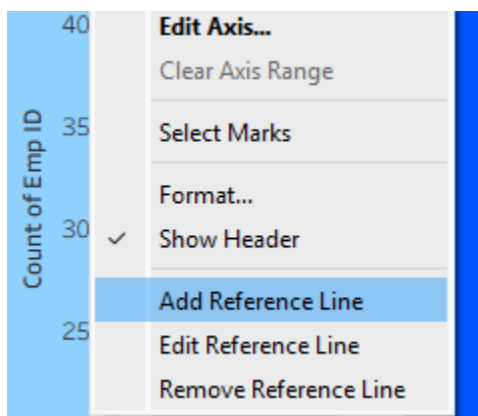 40
35
30
25
Count of Emp ID
Edit Axis...
Clear Axis Range
Select Marks
Format...
Show Header
Add Reference Line
Edit Reference Line
Remove Reference Line